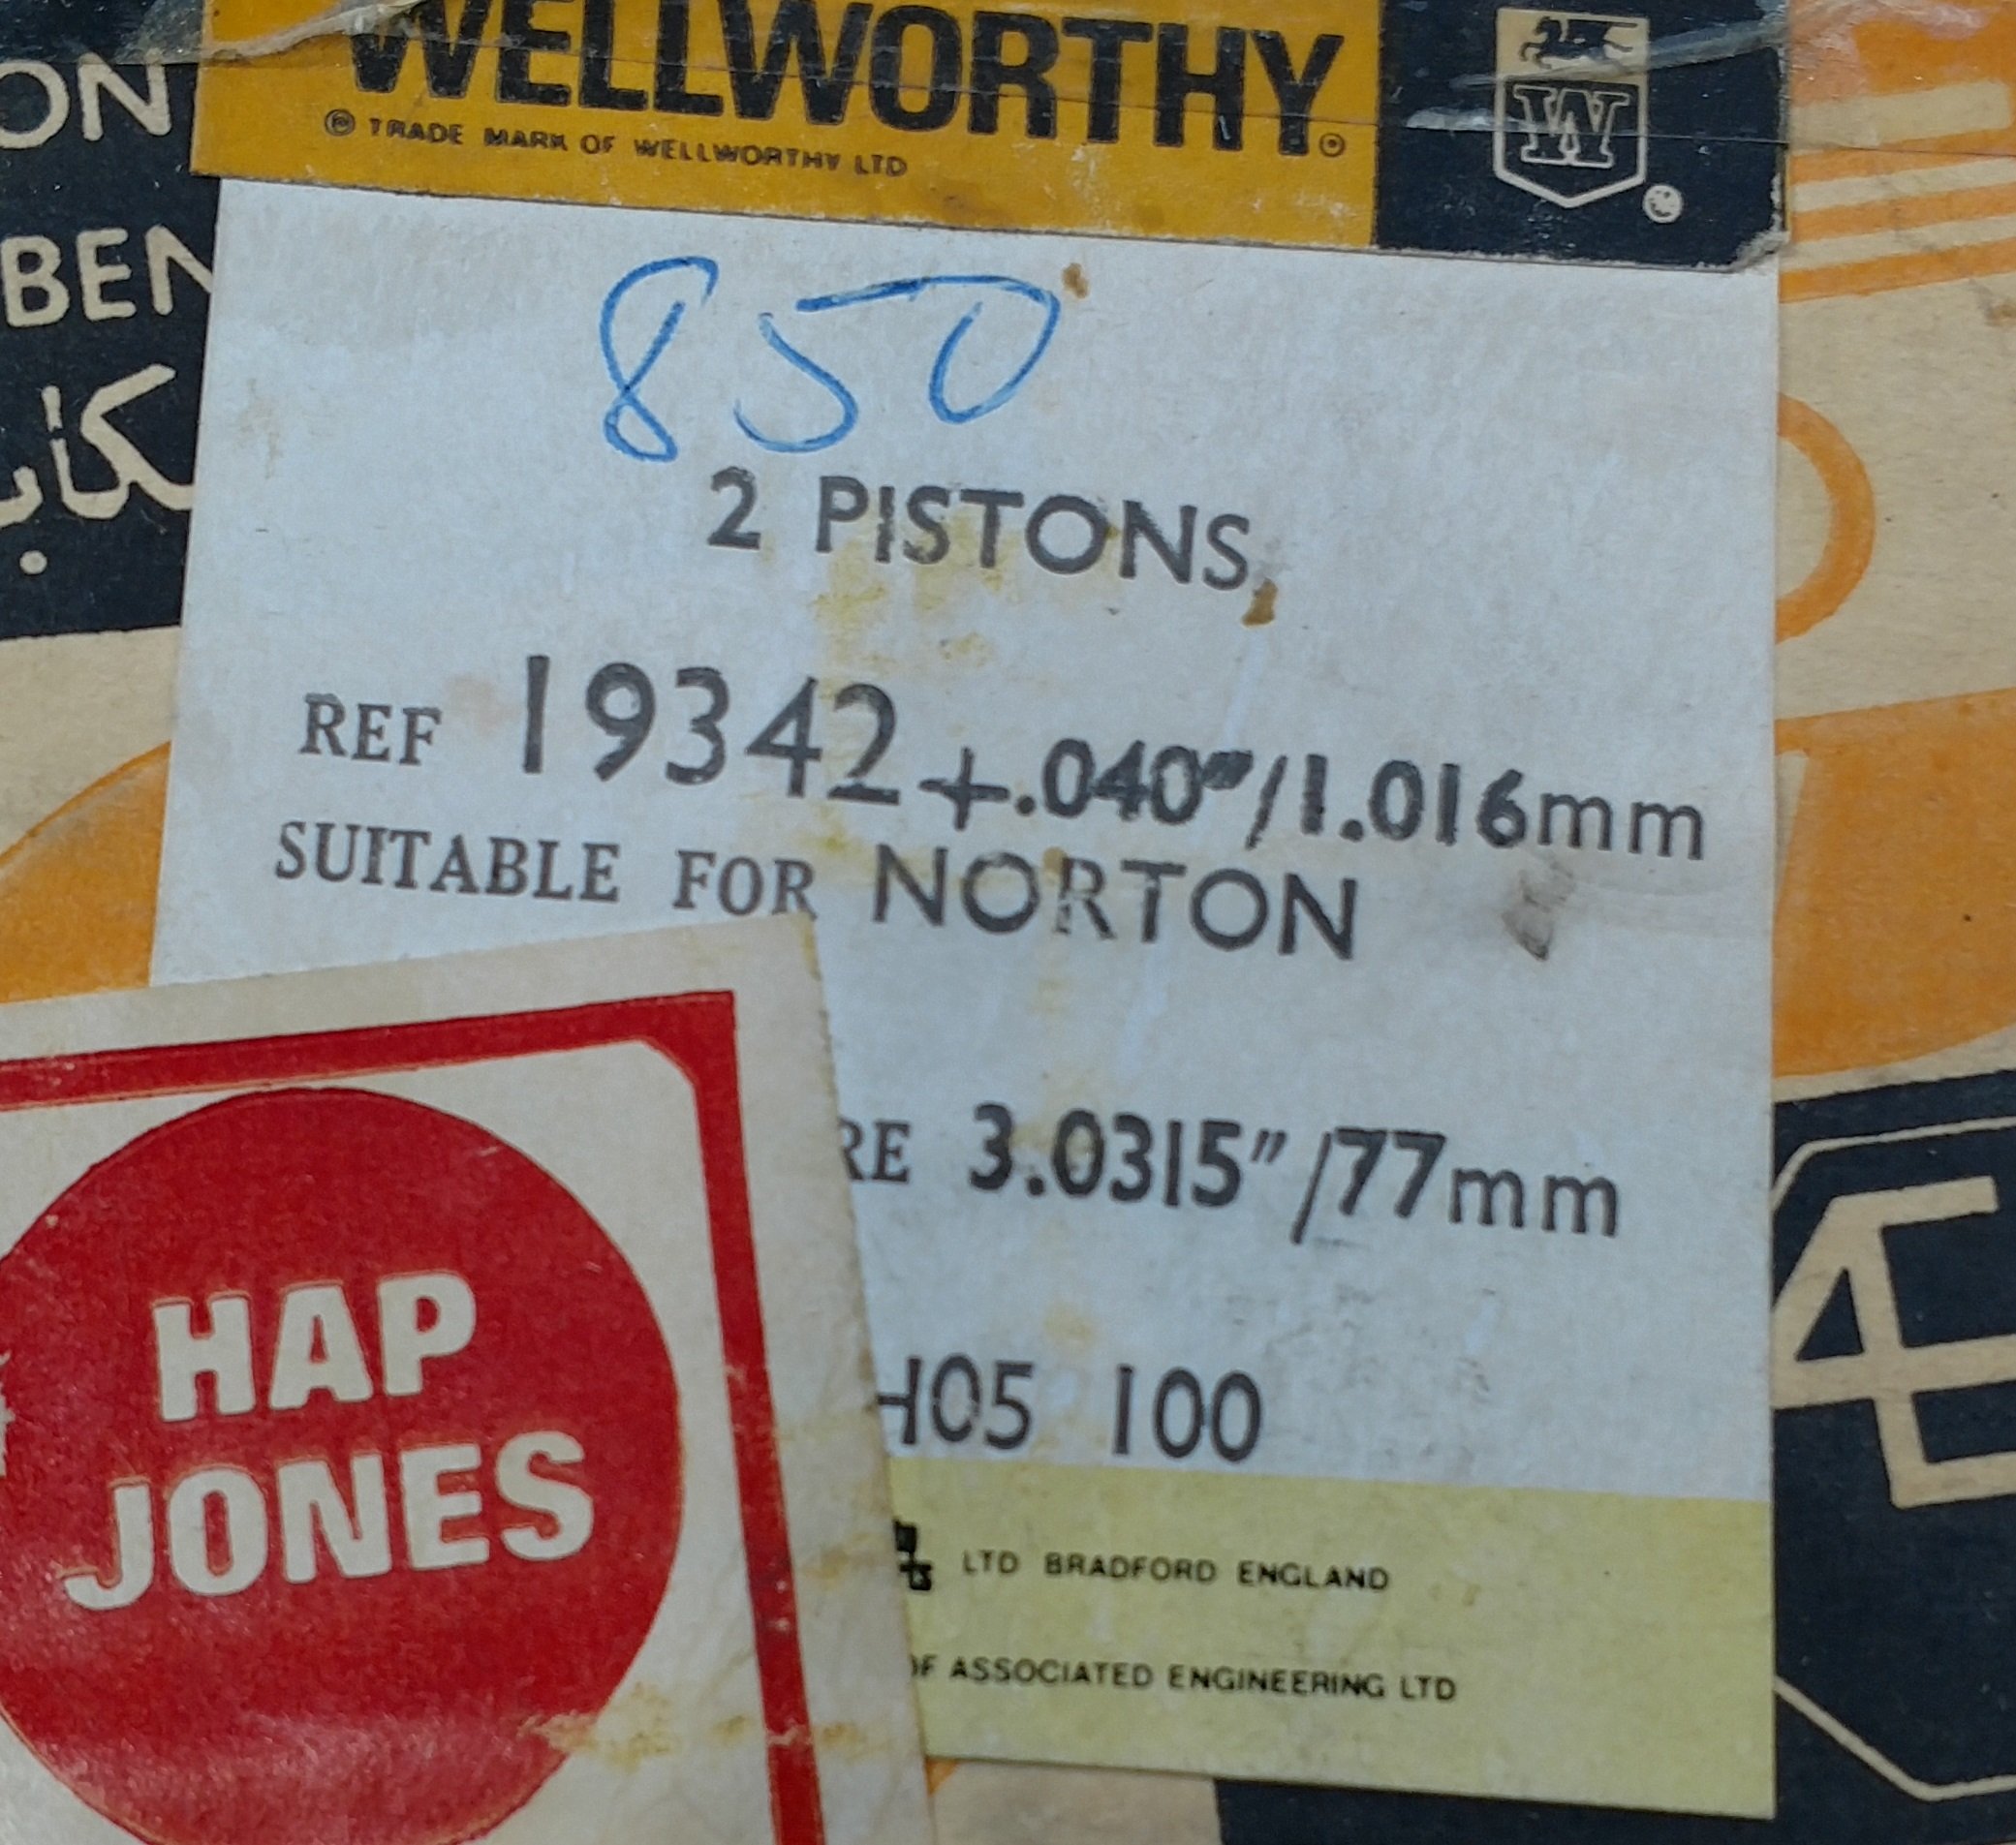 WELLWORTHY®
® TRADE MARK OF WELLWORTHY LTD
W
®
ON
BEN
850
2 PISTONS,
REF 19342 +.040"/1.016mm
SUITABLE FOR NORTON
RE 3.0315"/77mm
H05 100
HAP
JONES
LTD BRADFORD ENGLAND
OF ASSOCIATED ENGINEERING LTD
AE